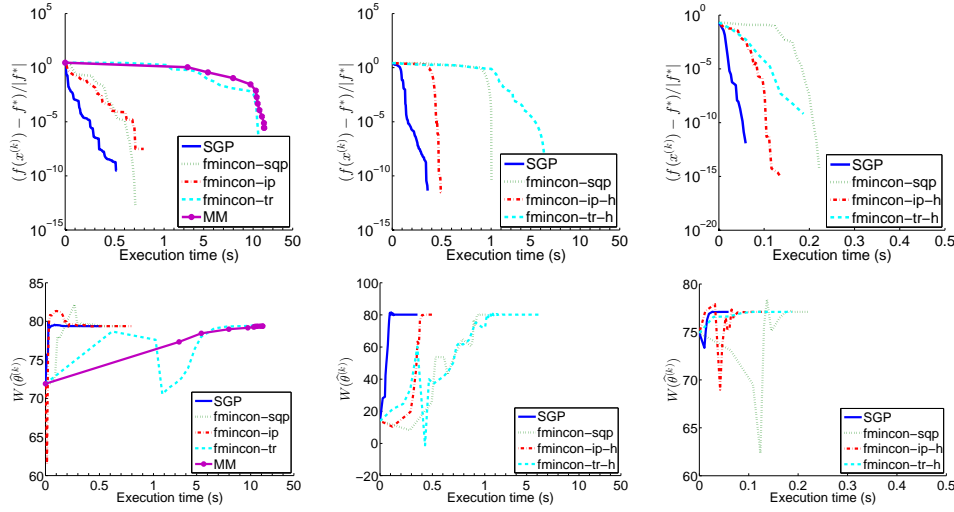 10^5
10^0
10^-5
10^-10
10^-15
(f(x^(k)) − f*)/|f*|
0 0.5 1 5 10 50
Execution time (s)
SGP
fmincon−sqp
fmincon−ip
fmincon−tr
MM
10^5
10^0
10^-5
10^-10
10^-15
(f(x^(k)) − f*)/|f*|
0 0.5 1 5 10 50
Execution time (s)
SGP
fmincon−sqp
fmincon−ip−h
fmincon−tr−h
10^0
10^-5
10^-10
10^-15
10^-20
(f(x^(k)) − f*)/|f*|
0 0.1 0.2 0.3 0.4 0.5
Execution time (s)
SGP
fmincon−sqp
fmincon−ip−h
fmincon−tr−h
85
80
75
70
65
60
W(θ̂^(k))
0 0.5 1 5 10 50
Execution time (s)
SGP
fmincon−sqp
fmincon−ip
fmincon−tr
MM
100
80
60
40
20
0
−20
W(θ̂^(k))
0 0.5 1 5 10 50
Execution time (s)
SGP
fmincon−sqp
fmincon−ip−h
fmincon−tr−h
80
75
70
65
60
W(θ̂^(k))
0 0.1 0.2 0.3 0.4 0.5
Execution time (s)
SGP
fmincon−sqp
fmincon−ip−h
fmincon−tr−h